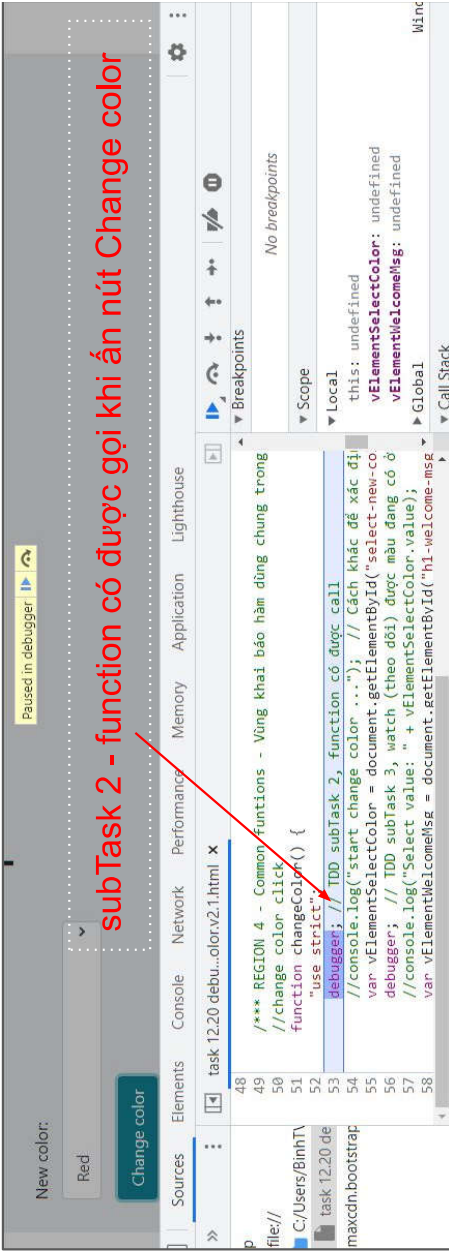 Paused in debugger
New color:
Red
Change color
subTask 2 - function có được gọi khi ấn nút Change color
Sources Elements Console Network Performance Memory Application Lighthouse
task 12.20 debu...olor.v2.1.html ×
p
file://
C:/Users/BinhTV
task 12.20 de
maxcdn.bootstrap
48
49 /*** REGION 4 - Common funtions - Vùng khai báo hàm dùng chung trong
50 //change color click
51 function changeColor() {
52 "use strict";
53 debugger; // TDD subTask 2, function có được call
54 //console.log("start change color ..."); // Cách khác để xác đị
55 var vElementSelectColor = document.getElementById("select-new-co
56 debugger; // TDD subTask 3, watch (theo dõi) được màu đang có ở
57 //console.log("Select value: " + vElementSelectColor.value);
58 var vElementWelcomeMsg = document.getElementById("h1-welcome-msg
Breakpoints
No breakpoints
Scope
Local
this: undefined
vElementSelectColor: undefined
vElementWelcomeMsg: undefined
Global Wind
Call Stack